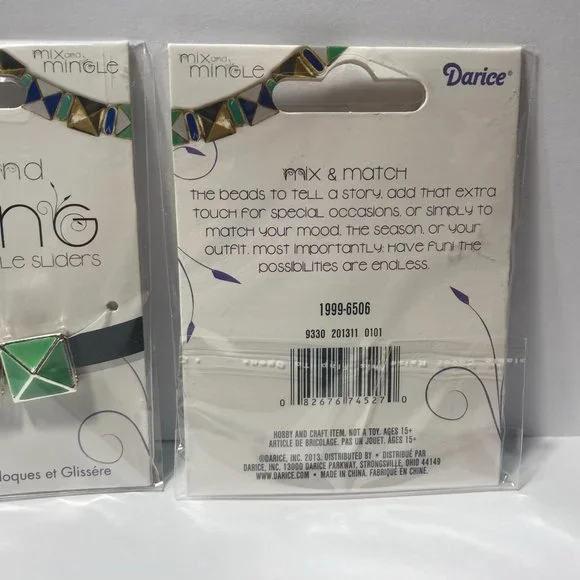 mix and mingle
nd
ng
le sliders
loques et Glissére
mix and mingle
Darice®
mix & match
the beads to tell a story, add that extra
touch for special occasions, or simply to
match your mood, the season, or your
outfit. most importantly, have fun! the
possibilities are endless.
1999-6506
9330 201311 0101
0 82676 74527 0
HOBBY AND CRAFT ITEM, NOT A TOY. AGES 15+
ARTICLE DE BRICOLAGE, PAS UN JOUET. AGES 15+
©DARICE, INC. 2013. DISTRIBUTED BY • DISTRIBUÉ PAR
DARICE, INC. 13000 DARICE PARKWAY, STRONGSVILLE, OHIO 44149
WWW.DARICE.COM • MADE IN CHINA. FABRIQUÉ EN CHINE.